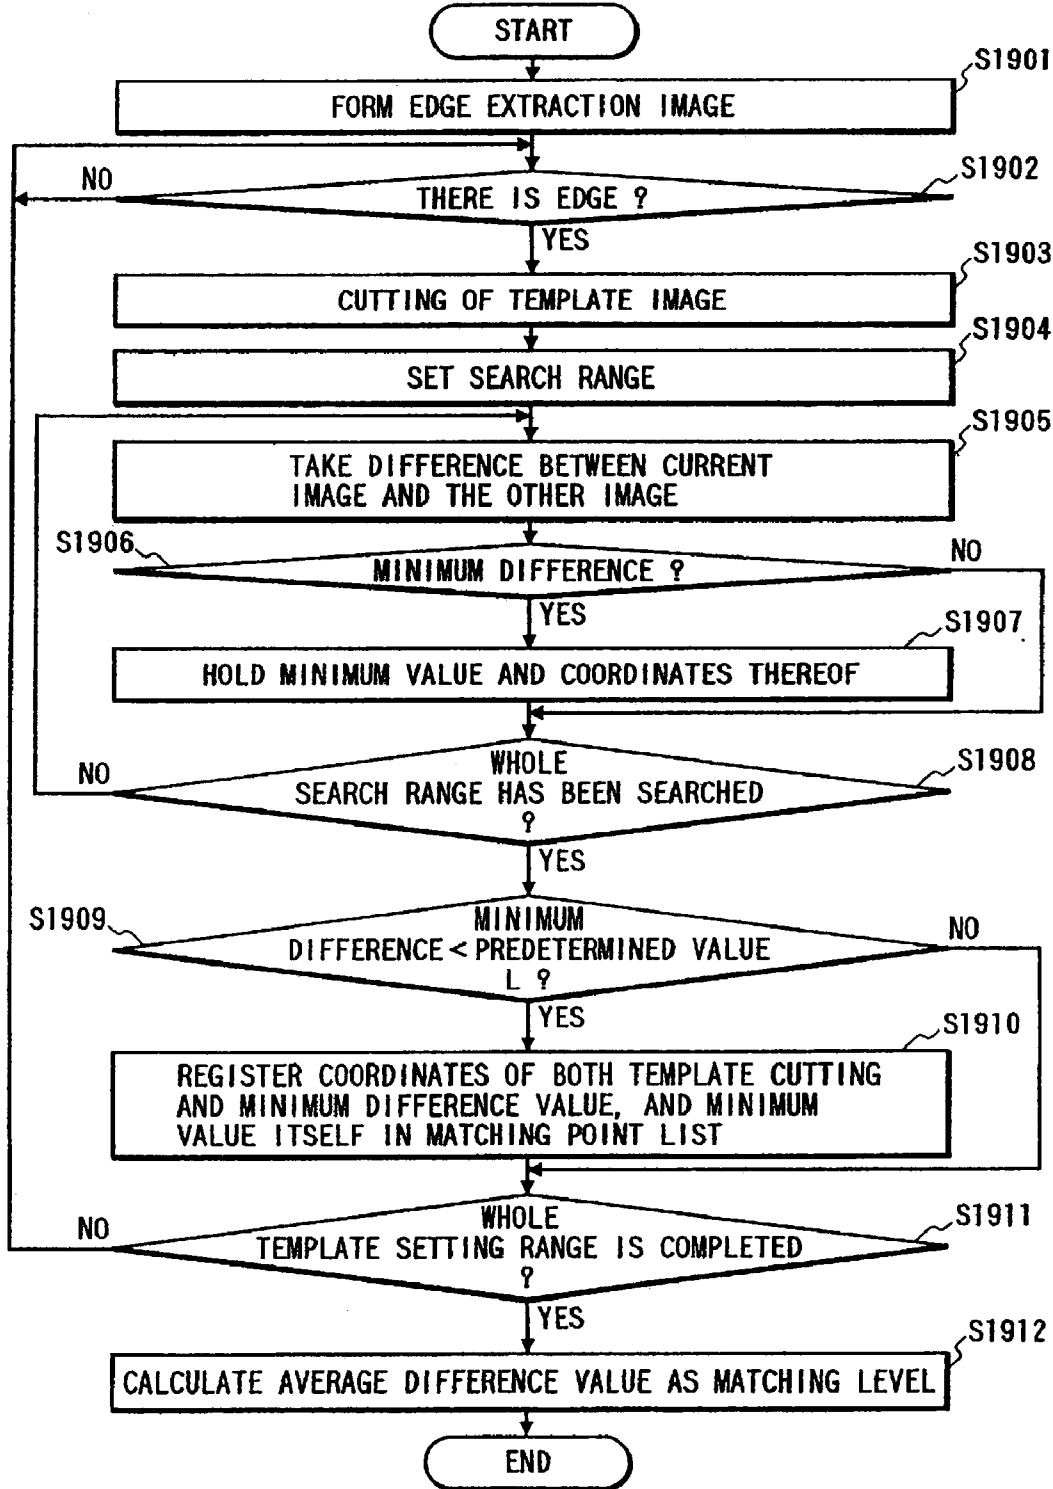 START
S1901
FORM EDGE EXTRACTION IMAGE
S1902
NO
THERE IS EDGE ?
YES
S1903
CUTTING OF TEMPLATE IMAGE
S1904
SET SEARCH RANGE
S1905
TAKE DIFFERENCE BETWEEN CURRENT
IMAGE AND THE OTHER IMAGE
S1906
NO
MINIMUM DIFFERENCE ?
YES
S1907
HOLD MINIMUM VALUE AND COORDINATES THEREOF
WHOLE
S1908
NO
SEARCH RANGE HAS BEEN SEARCHED
?
YES
S1909
MINIMUM
NO
DIFFERENCE < PREDETERMINED VALUE
L ?
YES
S1910
REGISTER COORDINATES OF BOTH TEMPLATE CUTTING
AND MINIMUM DIFFERENCE VALUE, AND MINIMUM
VALUE ITSELF IN MATCHING POINT LIST
WHOLE
S1911
NO
TEMPLATE SETTING RANGE IS COMPLETED
?
YES
S1912
CALCULATE AVERAGE DIFFERENCE VALUE AS MATCHING LEVEL
END